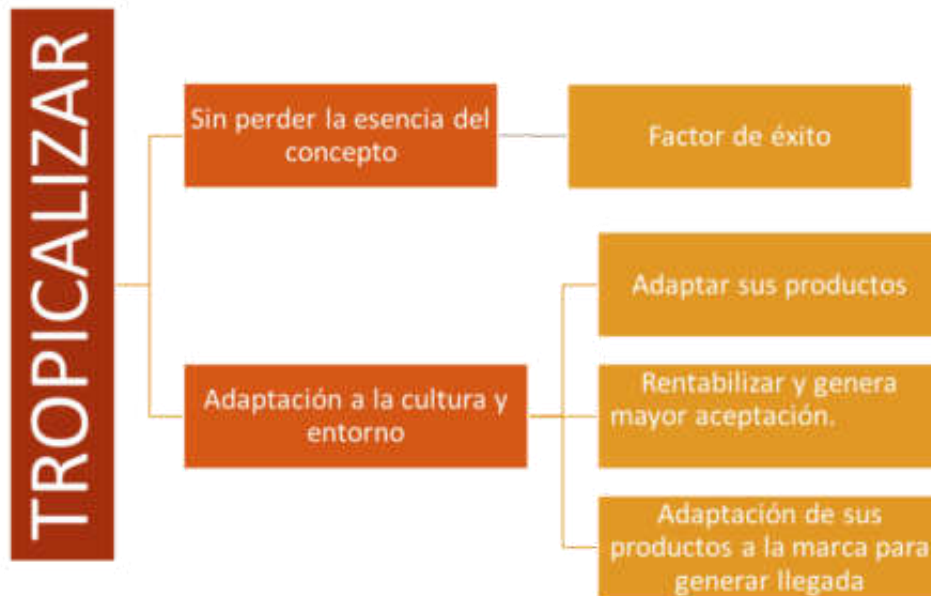 TROPICALIZAR
Sin perder la esencia del
concepto
Factor de éxito
Adaptación a la cultura y
entorno
Adaptar sus productos
Rentabilizar y genera
mayor aceptación.
Adaptación de sus
productos a la marca para
generar llegada